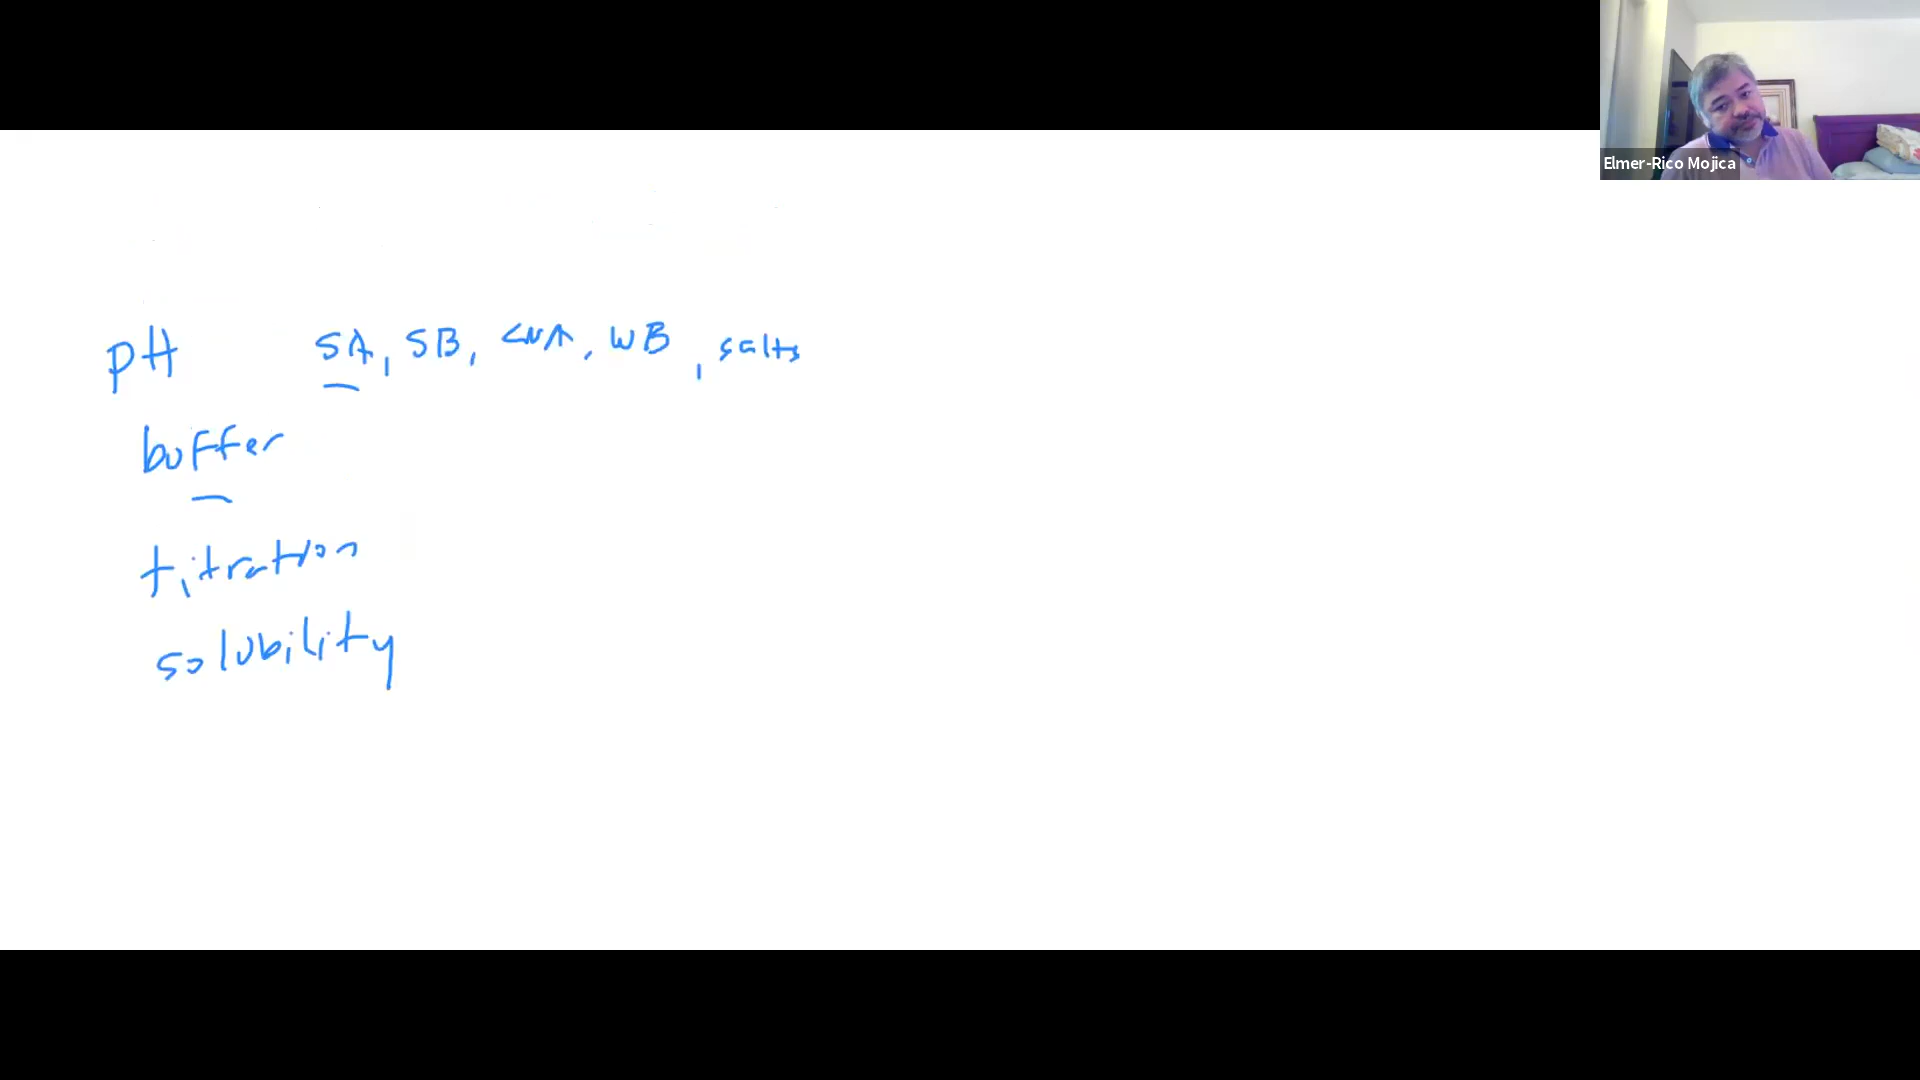 Elmer-Rico Mojica
pH SA, SB, WA, WB, salts
buffer
titration
solubility